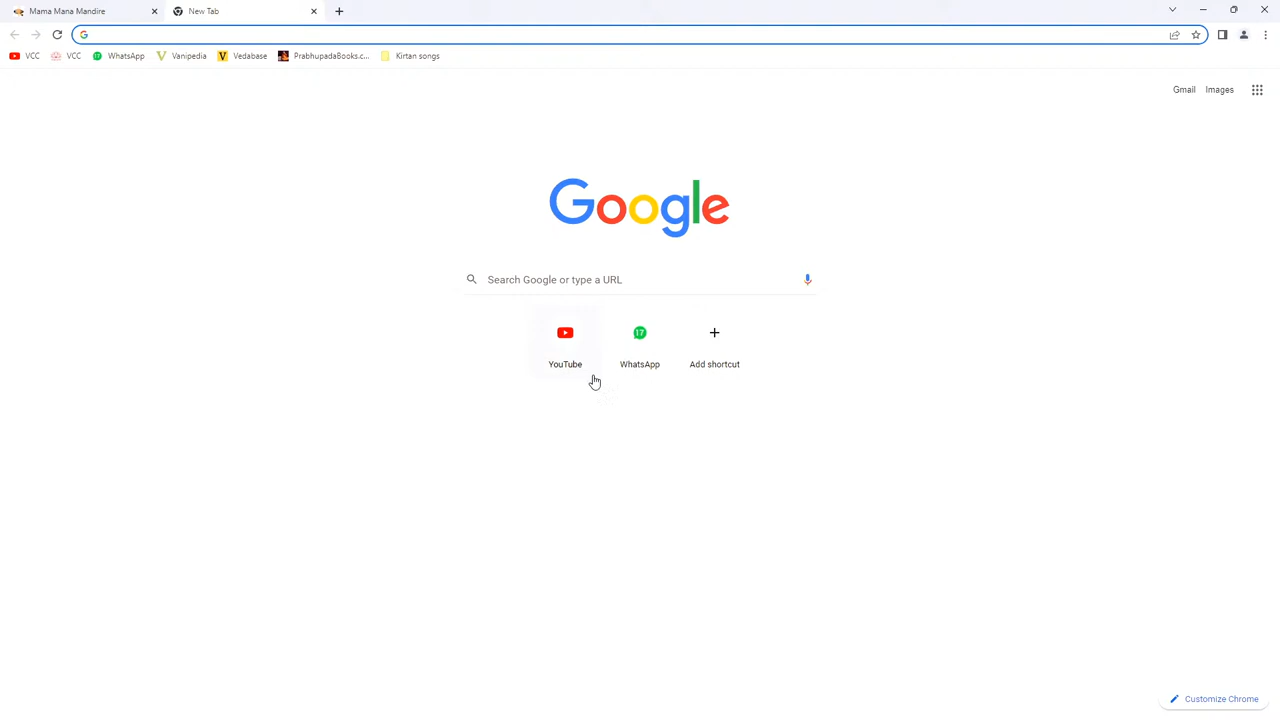 Mama Mana Mandire
New Tab
VCC
VCC
WhatsApp
Vanipedia
Vedabase
PrabhupadaBooks.c...
Kirtan songs
Gmail
Images
Google
Search Google or type a URL
YouTube
WhatsApp
Add shortcut
Customize Chrome